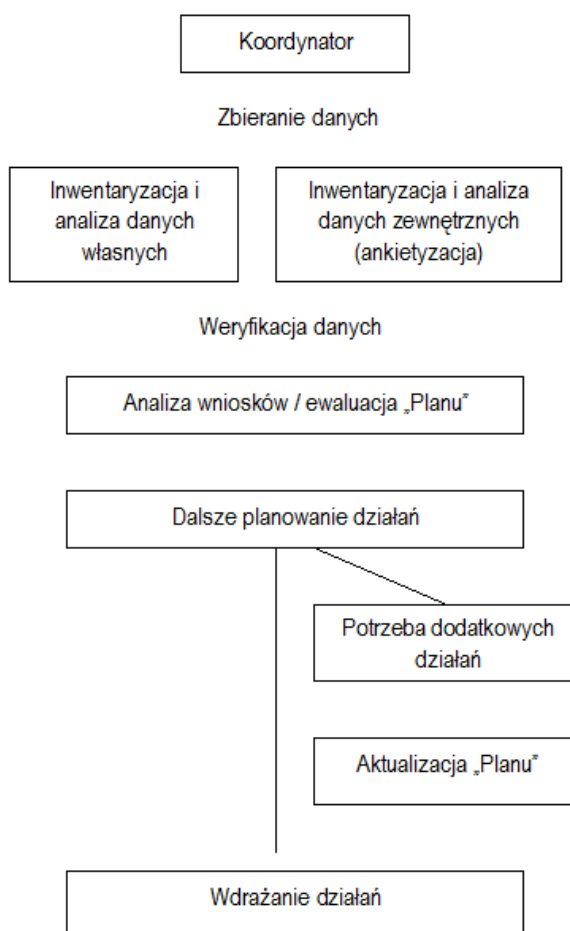 Koordynator
Zbieranie danych
Inwentaryzacja i
analiza danych
własnych
Inwentaryzacja i analiza
danych zewnętrznych
(ankietyzacja)
Weryfikacja danych
Analiza wniosków / ewaluacja „Planu”
Dalsze planowanie działań
Potrzeba dodatkowych
działań
Aktualizacja „Planu”
Wdrażanie działań